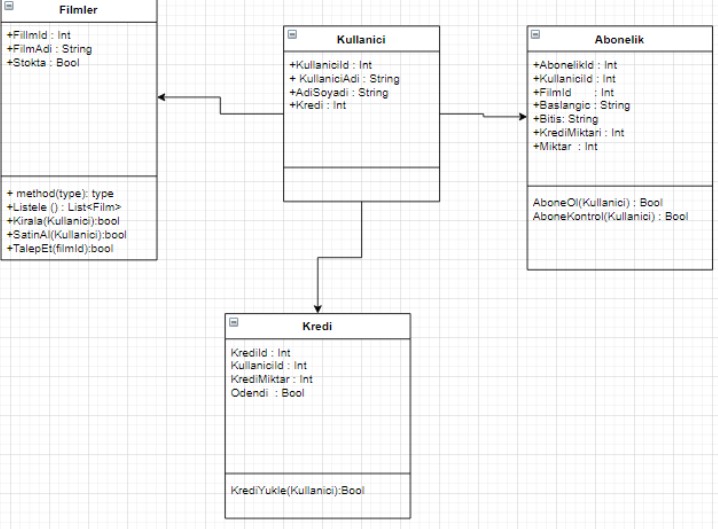 Filmler
+FillmId : Int
+FilmAdi : String
+Stokta : Bool
+ method(type): type
+Listele () : List<Film>
+Kirala(Kullanici):bool
+SatinAl(Kullanici):bool
+TalepEt(filmId):bool
Kullanici
+KullaniciId : Int
+ KullaniciAdi : String
+AdiSoyadi : String
+Kredi : Int
Abonelik
+AbonelikId : Int
+KullaniciId : Int
+FilmId : Int
+Baslangic : String
+Bitis: String
+KrediMiktari : Int
+Miktar : Int
AboneOl(Kullanici) : Bool
AboneKontrol(Kullanici) : Bool
Kredi
KrediId : Int
KullaniciId : Int
KrediMiktar : Int
Odendi : Bool
KrediYukle(Kullanici):Bool